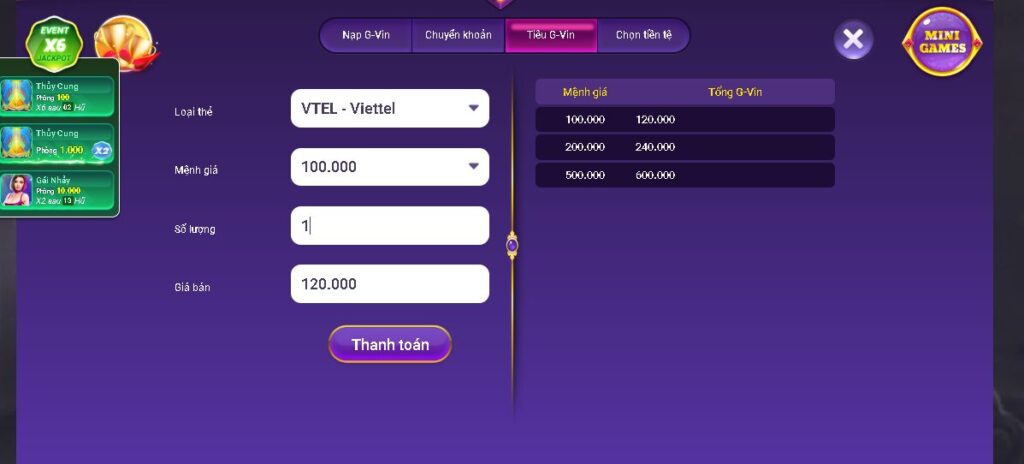 Nạp G-Vin
Chuyển khoản
Tiêu G-Vin
Chọn tiền tệ
MINI
GAMES
EVENT
X6
JACKPOT
Thủy Cung
Phòng 100
X6 sau 02 Hũ
Thủy Cung
Phòng 1.000
X2
Gái Nhảy
Phòng 10.000
X2 sau 13 Hũ
Loại thẻ
VTEL - Viettel
Mệnh giá
100.000
Số lượng
1
Giá bán
120.000
Thanh toán
Mệnh giá Tổng G-Vin
100.000 120.000
200.000 240.000
500.000 600.000